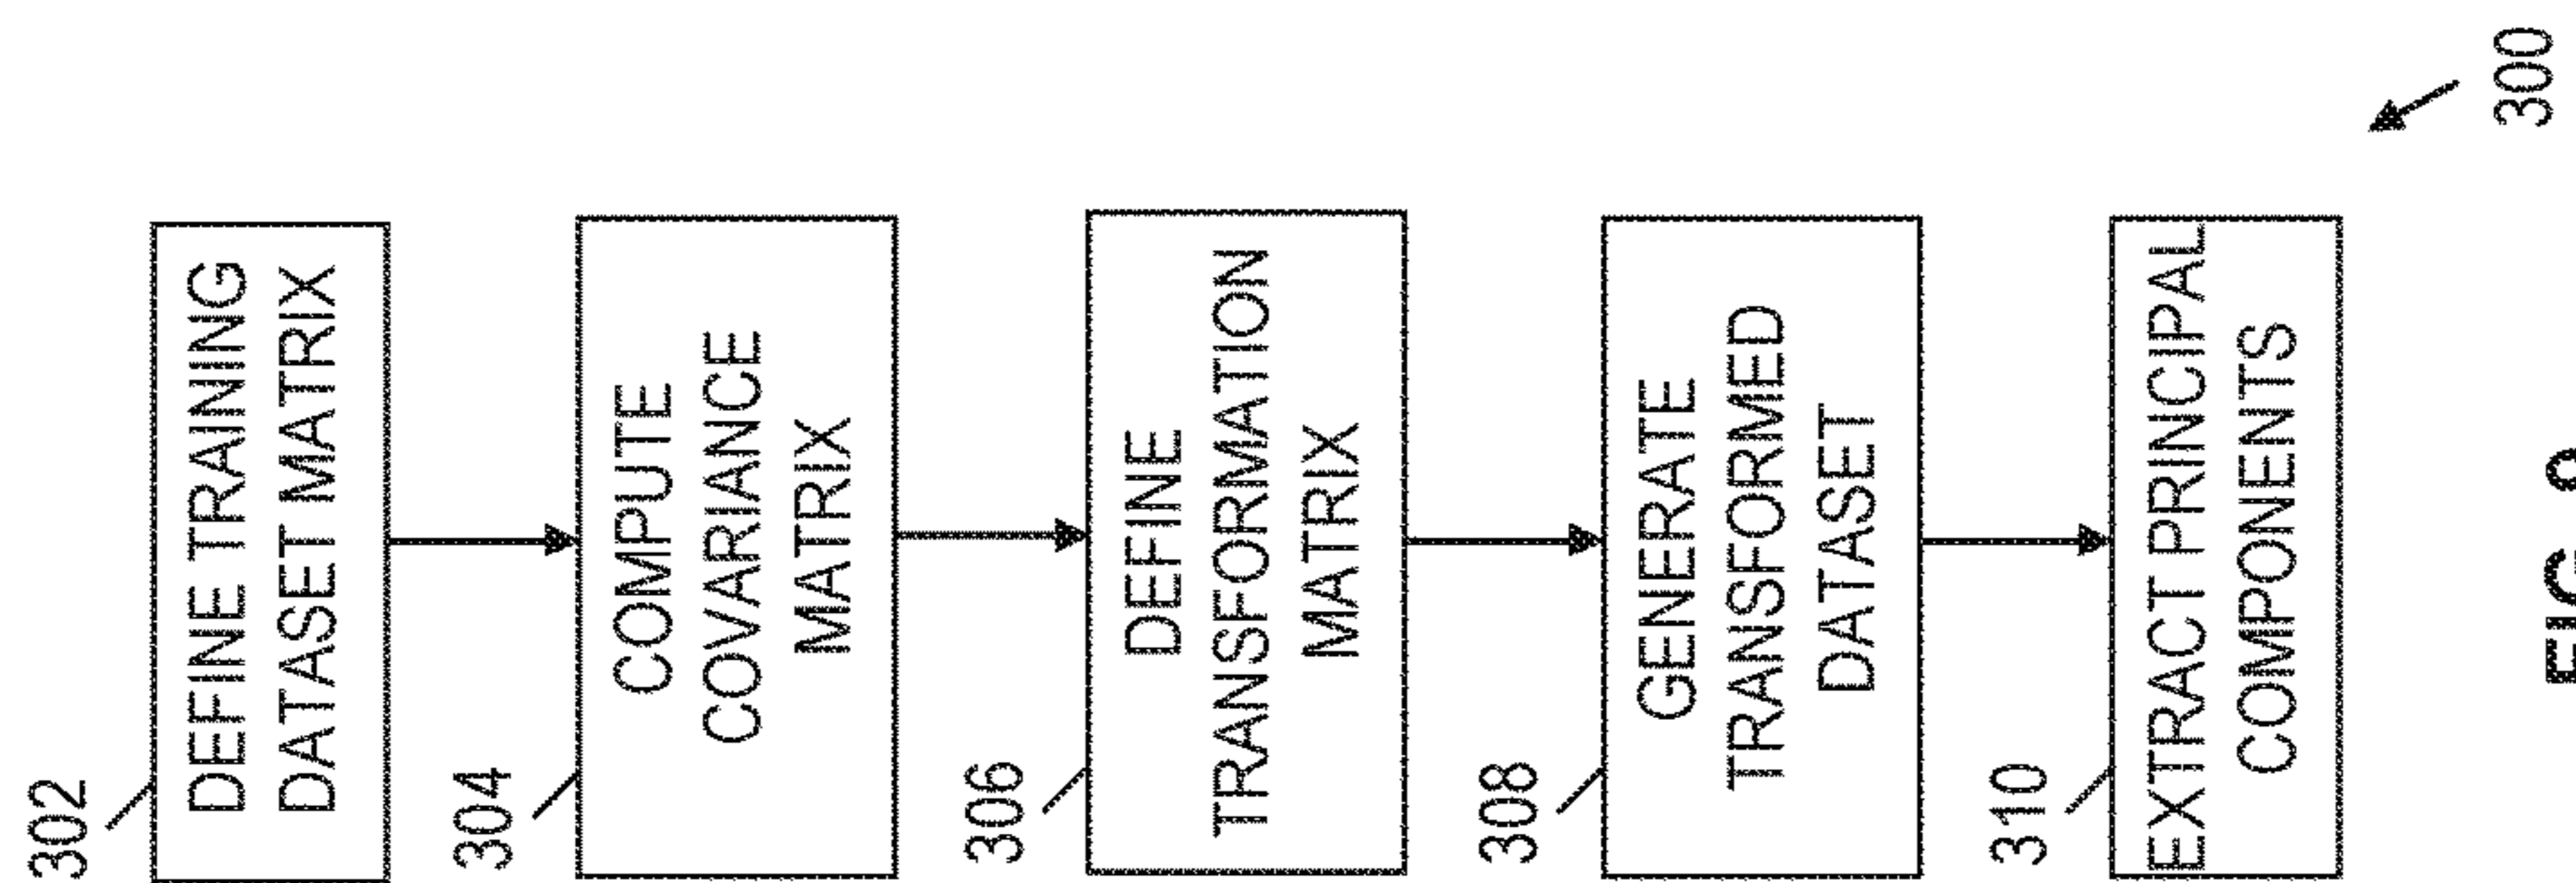 302
DEFINE TRAINING
DATASET MATRIX
304
COMPUTE
COVARIANCE
MATRIX
306
DEFINE
TRANSFORMATION
MATRIX
308
GENERATE
TRANSFORMED
DATASET
310
EXTRACT PRINCIPAL
COMPONENTS
300
FIG.